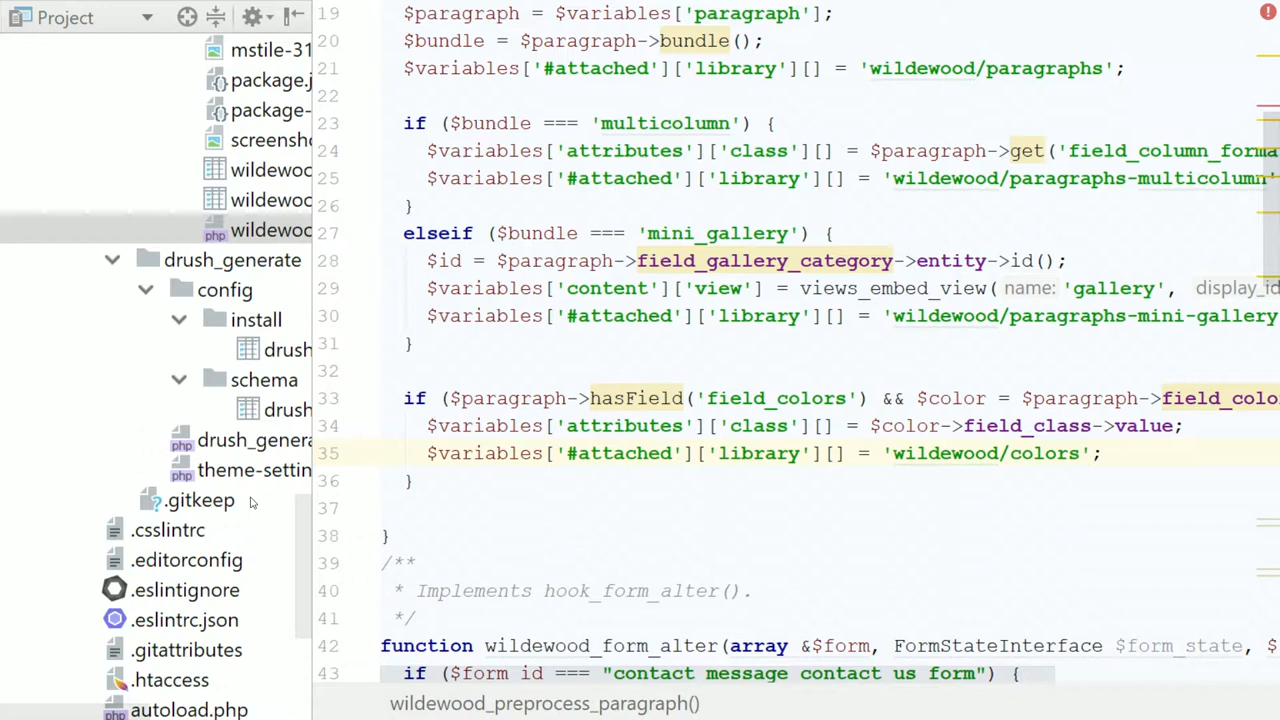 Project
mstile-31
package.j
package-
screensho
wildewoo
wildewoo
wildewoo
drush_generate
config
install
drush
schema
drush
drush_genera
theme-settin
.gitkeep
.csslintrc
.editorconfig
.eslintignore
.eslintrc.json
.gitattributes
.htaccess
autoload.php
19 $paragraph = $variables['paragraph'];
20 $bundle = $paragraph->bundle();
21 $variables['#attached']['library'][] = 'wildewood/paragraphs';
22
23 if ($bundle === 'multicolumn') {
24 $variables['attributes']['class'][] = $paragraph->get('field_column_forma
25 $variables['#attached']['library'][] = 'wildewood/paragraphs-multicolumn'
26 }
27 elseif ($bundle === 'mini_gallery') {
28 $id = $paragraph->field_gallery_category->entity->id();
29 $variables['content']['view'] = views_embed_view( name: 'gallery', display_id
30 $variables['#attached']['library'][] = 'wildewood/paragraphs-mini-gallery
31 }
32
33 if ($paragraph->hasField('field_colors') && $color = $paragraph->field_colo
34 $variables['attributes']['class'][] = $color->field_class->value;
35 $variables['#attached']['library'][] = 'wildewood/colors';
36 }
37
38 }
39 /**
40 * Implements hook_form_alter().
41 */
42 function wildewood_form_alter(array &$form, FormStateInterface $form_state, $
43 if ($form_id === "contact_message_contact_us_form") {
wildewood_preprocess_paragraph()